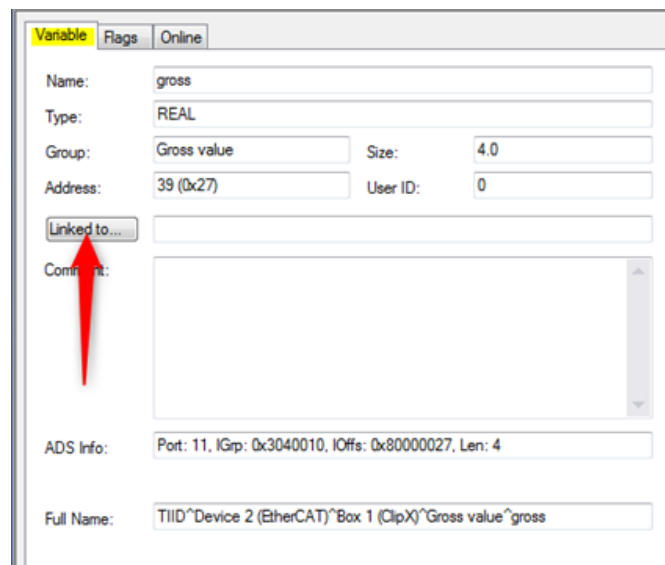 Variable Flags Online
Name: gross
Type: REAL
Group: Gross value Size: 4.0
Address: 39 (0x27) User ID: 0
Linked to...
Comment:
ADS Info: Port: 11, IGrp: 0x3040010, IOffs: 0x80000027, Len: 4
Full Name: TIID^Device 2 (EtherCAT)^Box 1 (ClipX)^Gross value^gross